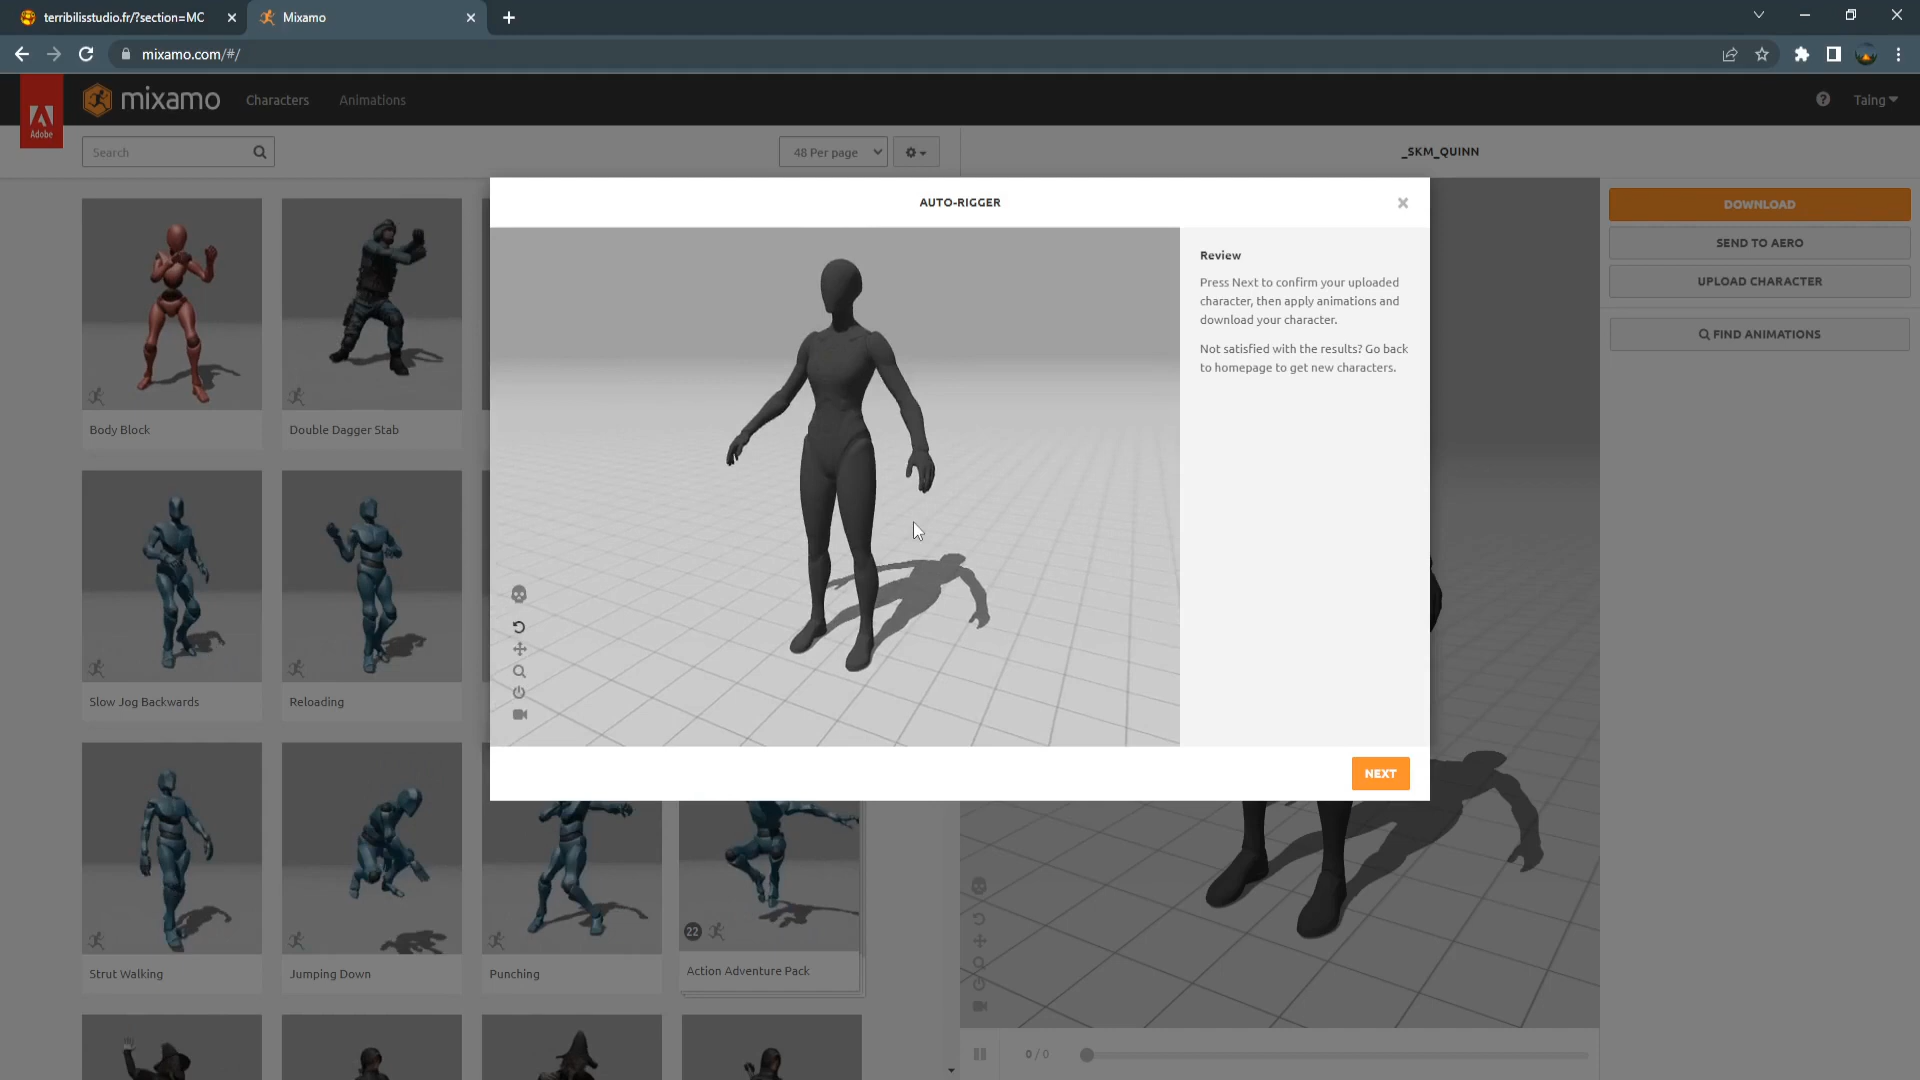 terribilisstudio.fr/?section=MC
Mixamo
mixamo.com/#/
Adobe
mixamo
Characters
Animations
Taing
Search
48 Per page
_SKM_QUINN
AUTO-RIGGER
Review
Press Next to confirm your uploaded
character, then apply animations and
download your character.
Not satisfied with the results? Go back
to homepage to get new characters.
NEXT
DOWNLOAD
SEND TO AERO
UPLOAD CHARACTER
FIND ANIMATIONS
Body Block
Double Dagger Stab
Slow Jog Backwards
Reloading
22
Strut Walking
Jumping Down
Punching
Action Adventure Pack
0 / 0